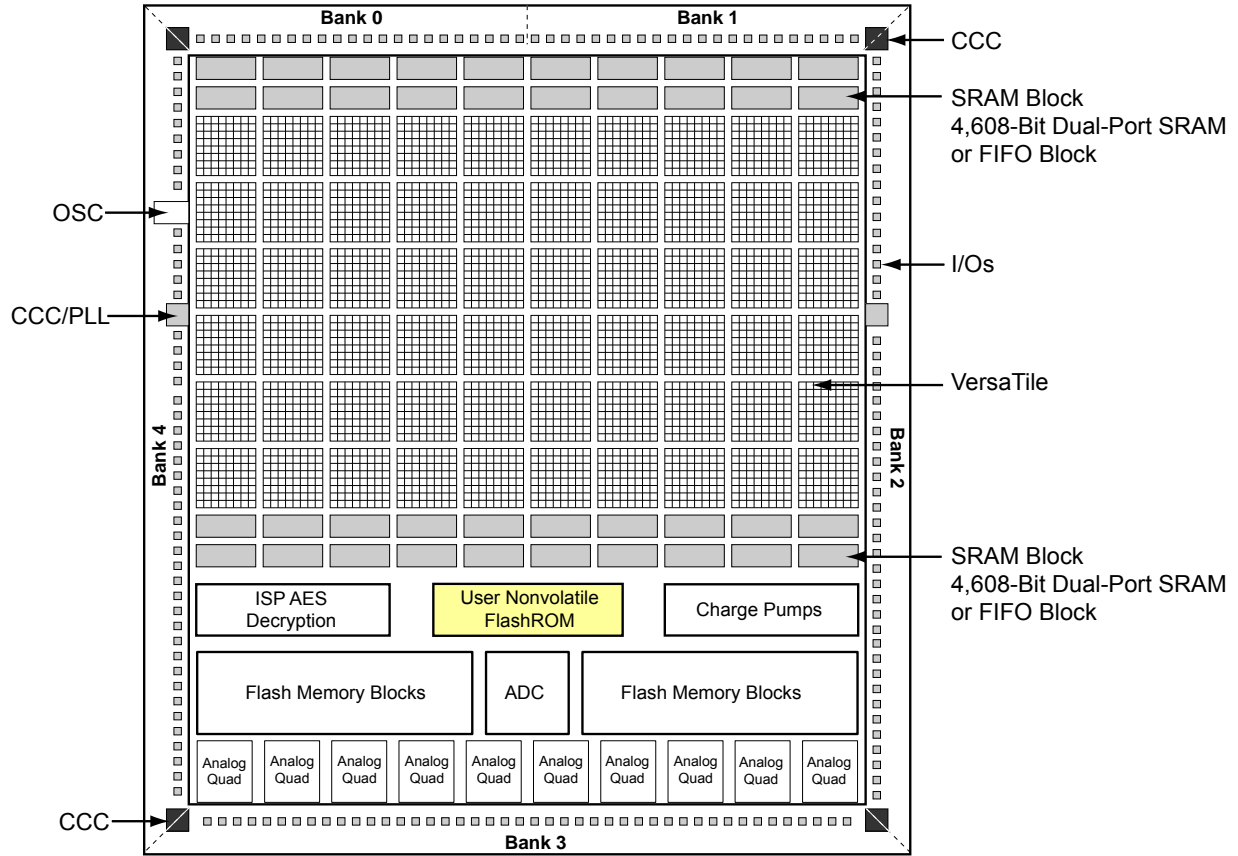 Bank 0
Bank 1
CCC
SRAM Block
4,608-Bit Dual-Port SRAM
or FIFO Block
OSC
I/Os
CCC/PLL
VersaTile
Bank 4
Bank 2
SRAM Block
4,608-Bit Dual-Port SRAM
or FIFO Block
ISP AES
Decryption
User Nonvolatile
FlashROM
Charge Pumps
Flash Memory Blocks
ADC
Flash Memory Blocks
Analog
Quad
Analog
Quad
Analog
Quad
Analog
Quad
Analog
Quad
Analog
Quad
Analog
Quad
Analog
Quad
Analog
Quad
Analog
Quad
CCC
Bank 3